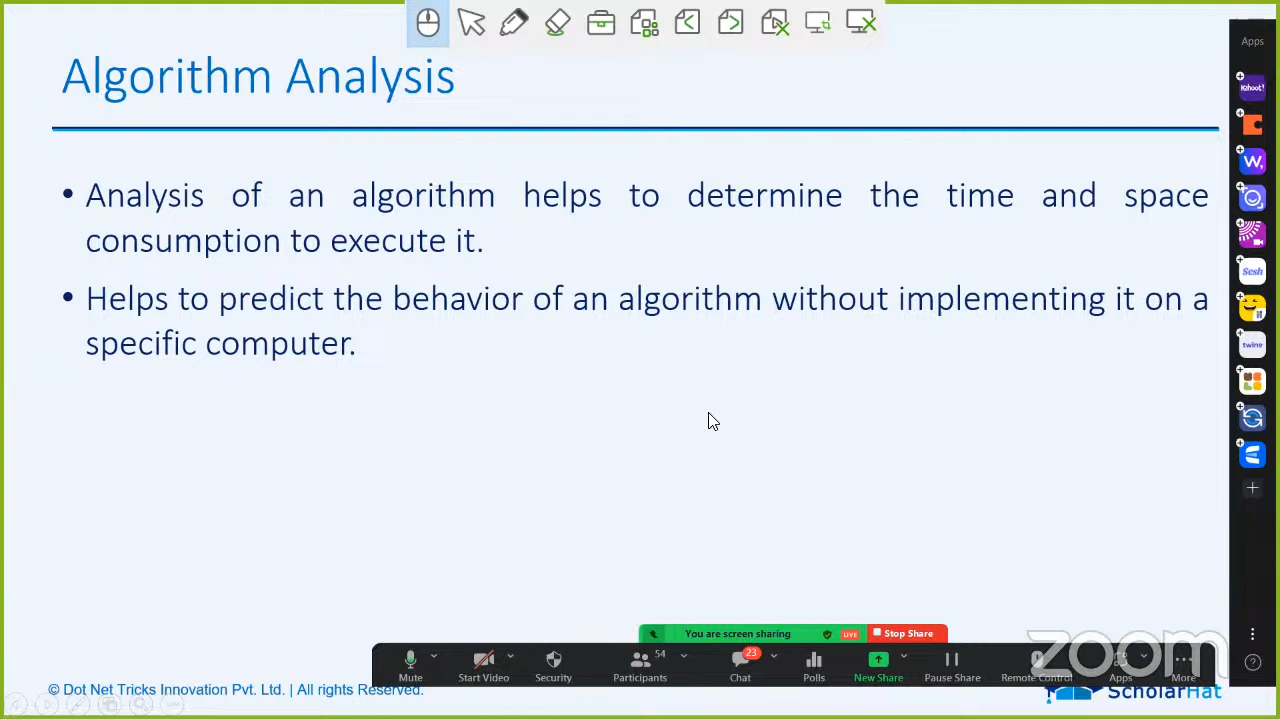 Algorithm Analysis
Apps
Kahoot!
W,
• Analysis of an algorithm helps to determine the time and space
consumption to execute it.
Sesh
• Helps to predict the behavior of an algorithm without implementing it on a
specific computer.
twine
You are screen sharing LIVE Stop Share
54 23
Mute Start Video Security Participants Chat Polls New Share Pause Share Remote Control Apps More
zoom
© Dot Net Tricks Innovation Pvt. Ltd. | All rights Reserved.
ScholarHat